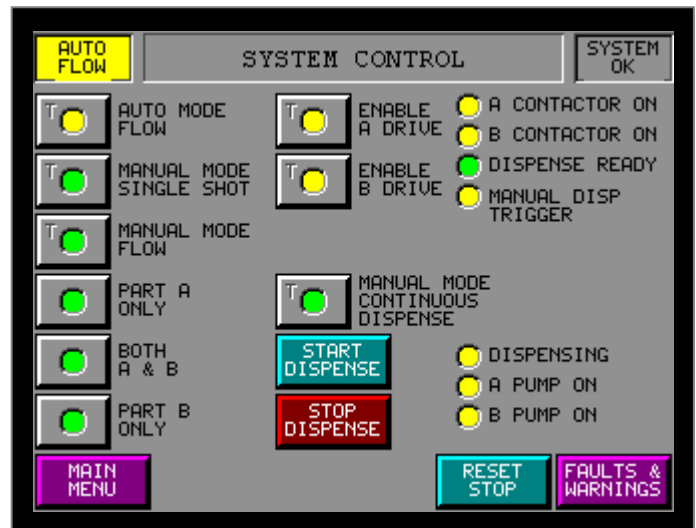 AUTO
FLOW
SYSTEM CONTROL
SYSTEM
OK
T
AUTO MODE
FLOW
T
ENABLE
A DRIVE
A CONTACTOR ON
B CONTACTOR ON
T
MANUAL MODE
SINGLE SHOT
T
ENABLE
B DRIVE
DISPENSE READY
MANUAL DISP
TRIGGER
T
MANUAL MODE
FLOW
PART A
ONLY
T
MANUAL MODE
CONTINUOUS
DISPENSE
BOTH
A & B
START
DISPENSE
DISPENSING
A PUMP ON
B PUMP ON
PART B
ONLY
STOP
DISPENSE
MAIN
MENU
RESET
STOP
FAULTS &
WARNINGS